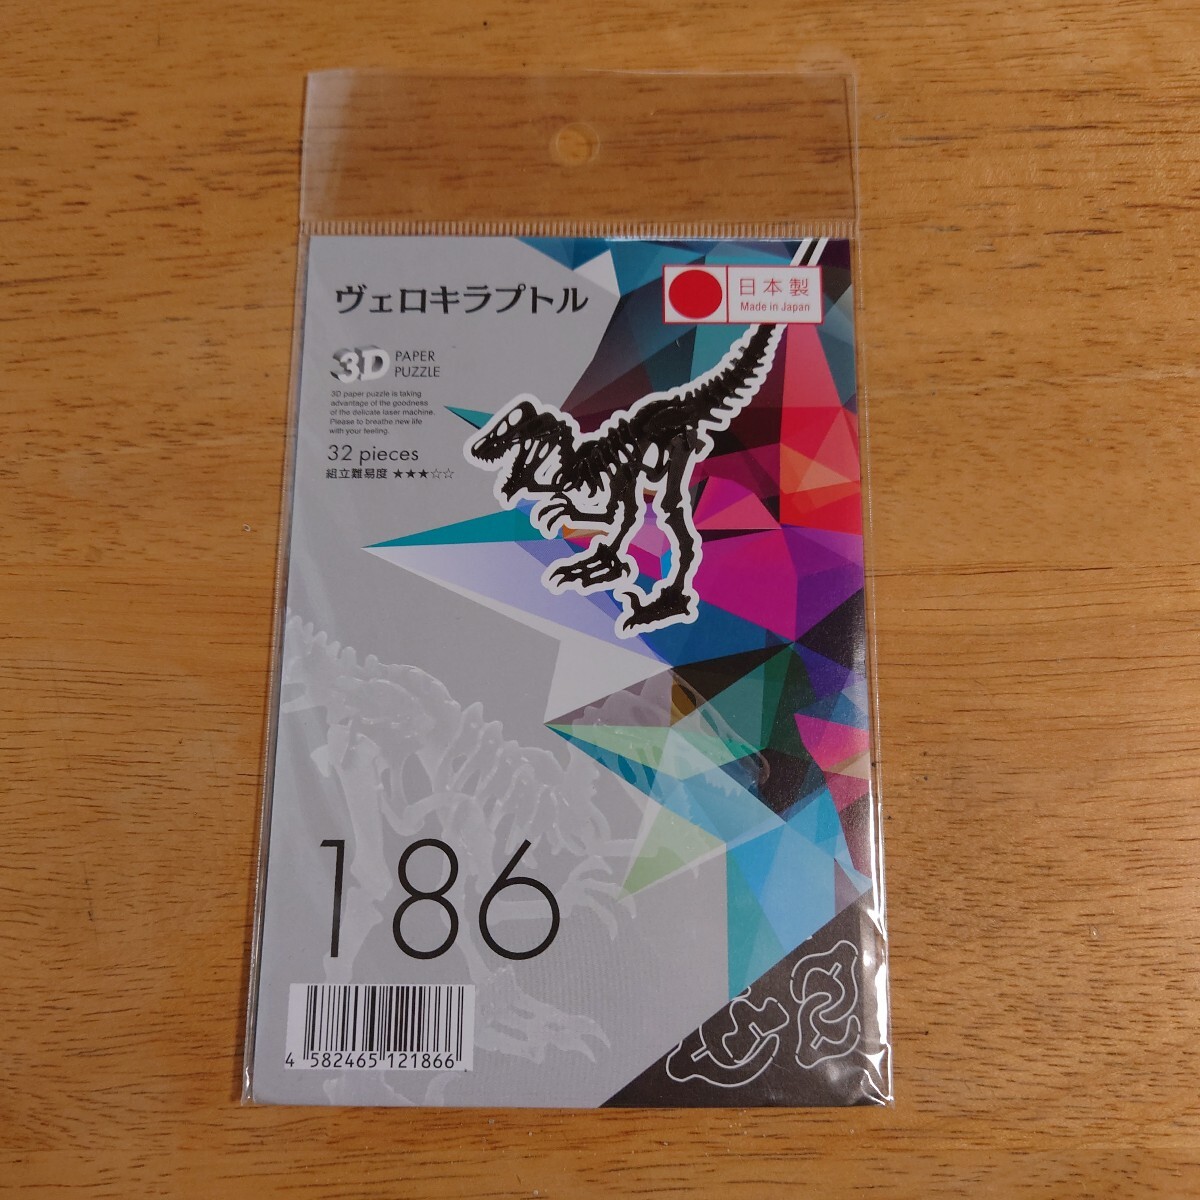 ヴェロキラプトル
日本製
Made in Japan
3D PAPER PUZZLE
3D paper puzzle is taking
advantage of the goodness
of the delicate laser machine.
Please to breathe new life
with your feeling.
32 pieces
組立難易度 ★★★☆☆
186
4 582465 121866